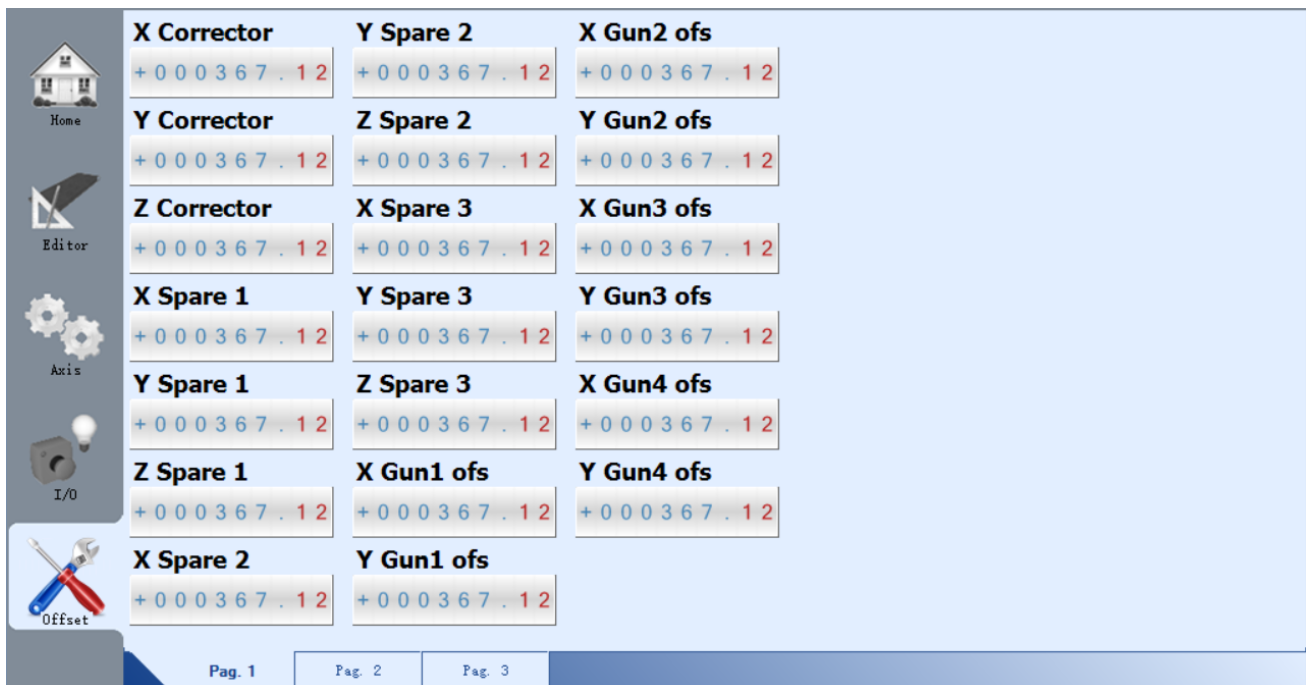 Home
Editor
Axis
I/O
Offset
X Corrector
+000367.12
Y Corrector
+000367.12
Z Corrector
+000367.12
X Spare 1
+000367.12
Y Spare 1
+000367.12
Z Spare 1
+000367.12
X Spare 2
+000367.12
Y Spare 2
+000367.12
Z Spare 2
+000367.12
X Spare 3
+000367.12
Y Spare 3
+000367.12
Z Spare 3
+000367.12
X Gun1 ofs
+000367.12
Y Gun1 ofs
+000367.12
X Gun2 ofs
+000367.12
Y Gun2 ofs
+000367.12
X Gun3 ofs
+000367.12
Y Gun3 ofs
+000367.12
X Gun4 ofs
+000367.12
Y Gun4 ofs
+000367.12
Pag. 1
Pag. 2
Pag. 3